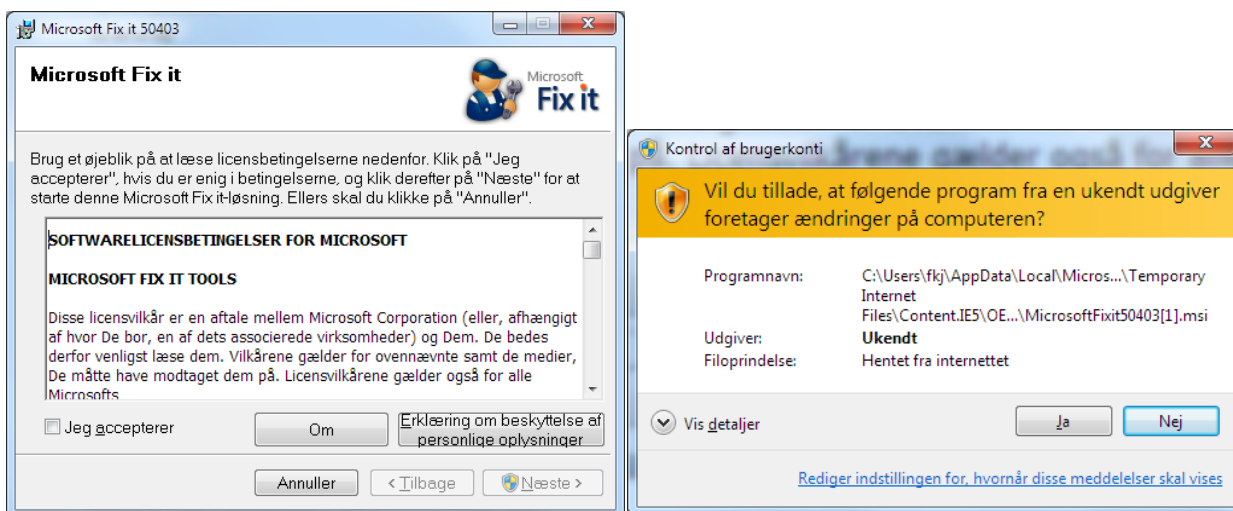 Microsoft Fix it 50403
Microsoft Fix it
Microsoft
Fix it
Brug et øjeblik på at læse licensbetingelserne nedenfor. Klik på "Jeg
accepterer", hvis du er enig i betingelserne, og klik derefter på "Næste" for at
starte denne Microsoft Fix it-løsning. Ellers skal du klikke på "Annuller".
SOFTWARELICENSBETINGELSER FOR MICROSOFT
MICROSOFT FIX IT TOOLS
Disse licensvilkår er en aftale mellem Microsoft Corporation (eller, afhængigt
af hvor De bor, en af dets associerede virksomheder) og Dem. De bedes
derfor venligst læse dem. Vilkårene gælder for ovennævnte samt de medier,
De måtte have modtaget dem på. Licensvilkårene gælder også for alle
Microsofts
Jeg accepterer
Om
Erklæring om beskyttelse af
personlige oplysninger
Annuller
< Tilbage
Næste >
Kontrol af brugerkonti
årene gælder også for
Vil du tillade, at følgende program fra en ukendt udgiver
foretager ændringer på computeren?
Programnavn: C:\Users\fkj\AppData\Local\Micros...\Temporary
Internet
Files\Content.IE5\OE...\MicrosoftFixit50403[1].msi
Udgiver: Ukendt
Filoprindelse: Hentet fra internettet
Vis detaljer
Ja
Nej
Rediger indstillingen for, hvornår disse meddelelser skal vises